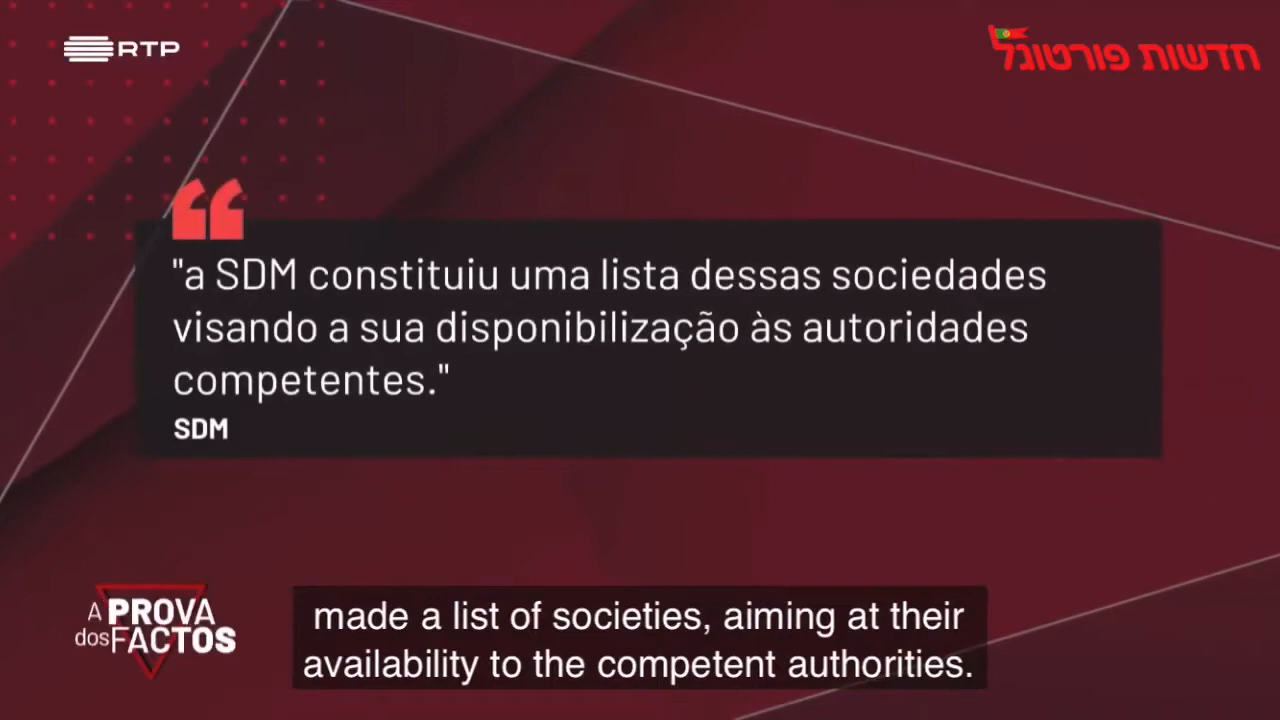 RTP
חדשות פורטוגל
"a SDM constituiu uma lista dessas sociedades
visando a sua disponibilização às autoridades
competentes."
SDM
A PROVA
dos FACTOS
made a list of societies, aiming at their
availability to the competent authorities.